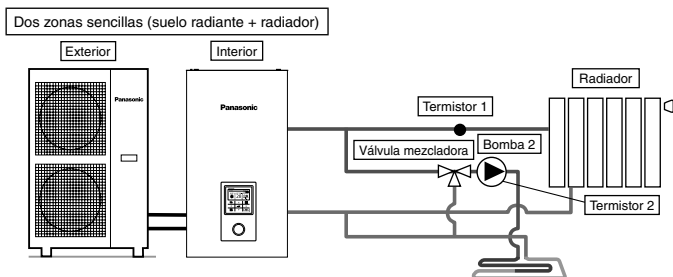 Dos zonas sencillas (suelo radiante + radiador)
Exterior
Interior
Radiador
Panasonic
Panasonic
Termistor 1
Válvula mezcladora
Bomba 2
Termistor 2